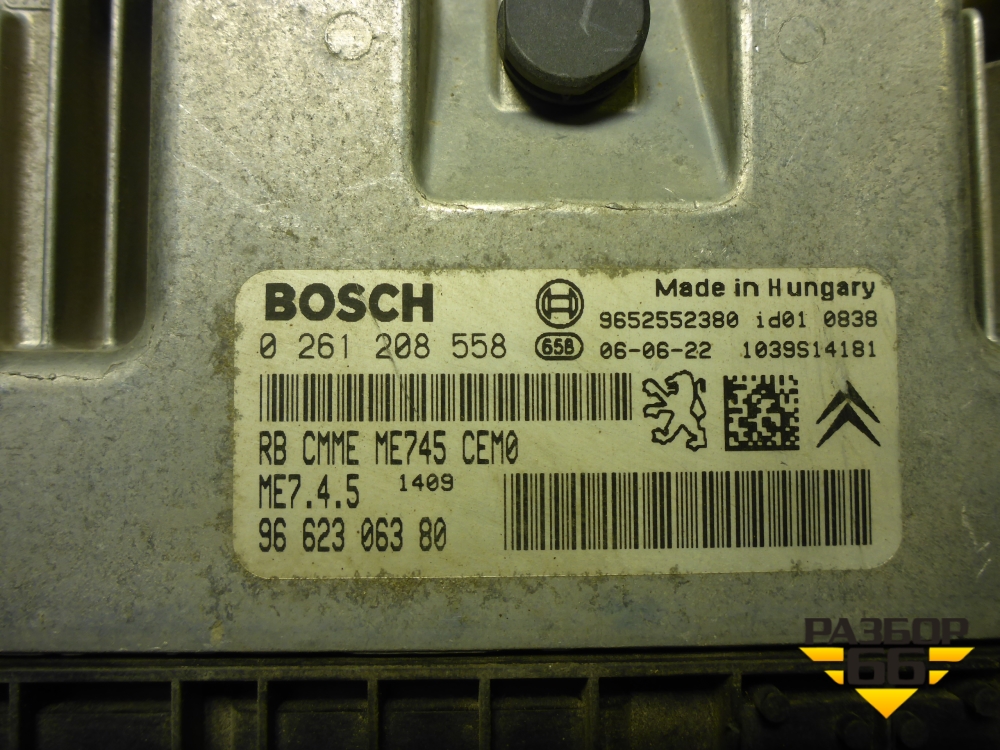 BOSCH
Made in Hungary
9652552380 id01 0838
0 261 208 558
658
06-06-22 1039S14181
RB CMME ME745 CEM0
ME7.4.5 1409
96 623 063 80
РАЗБОР
66